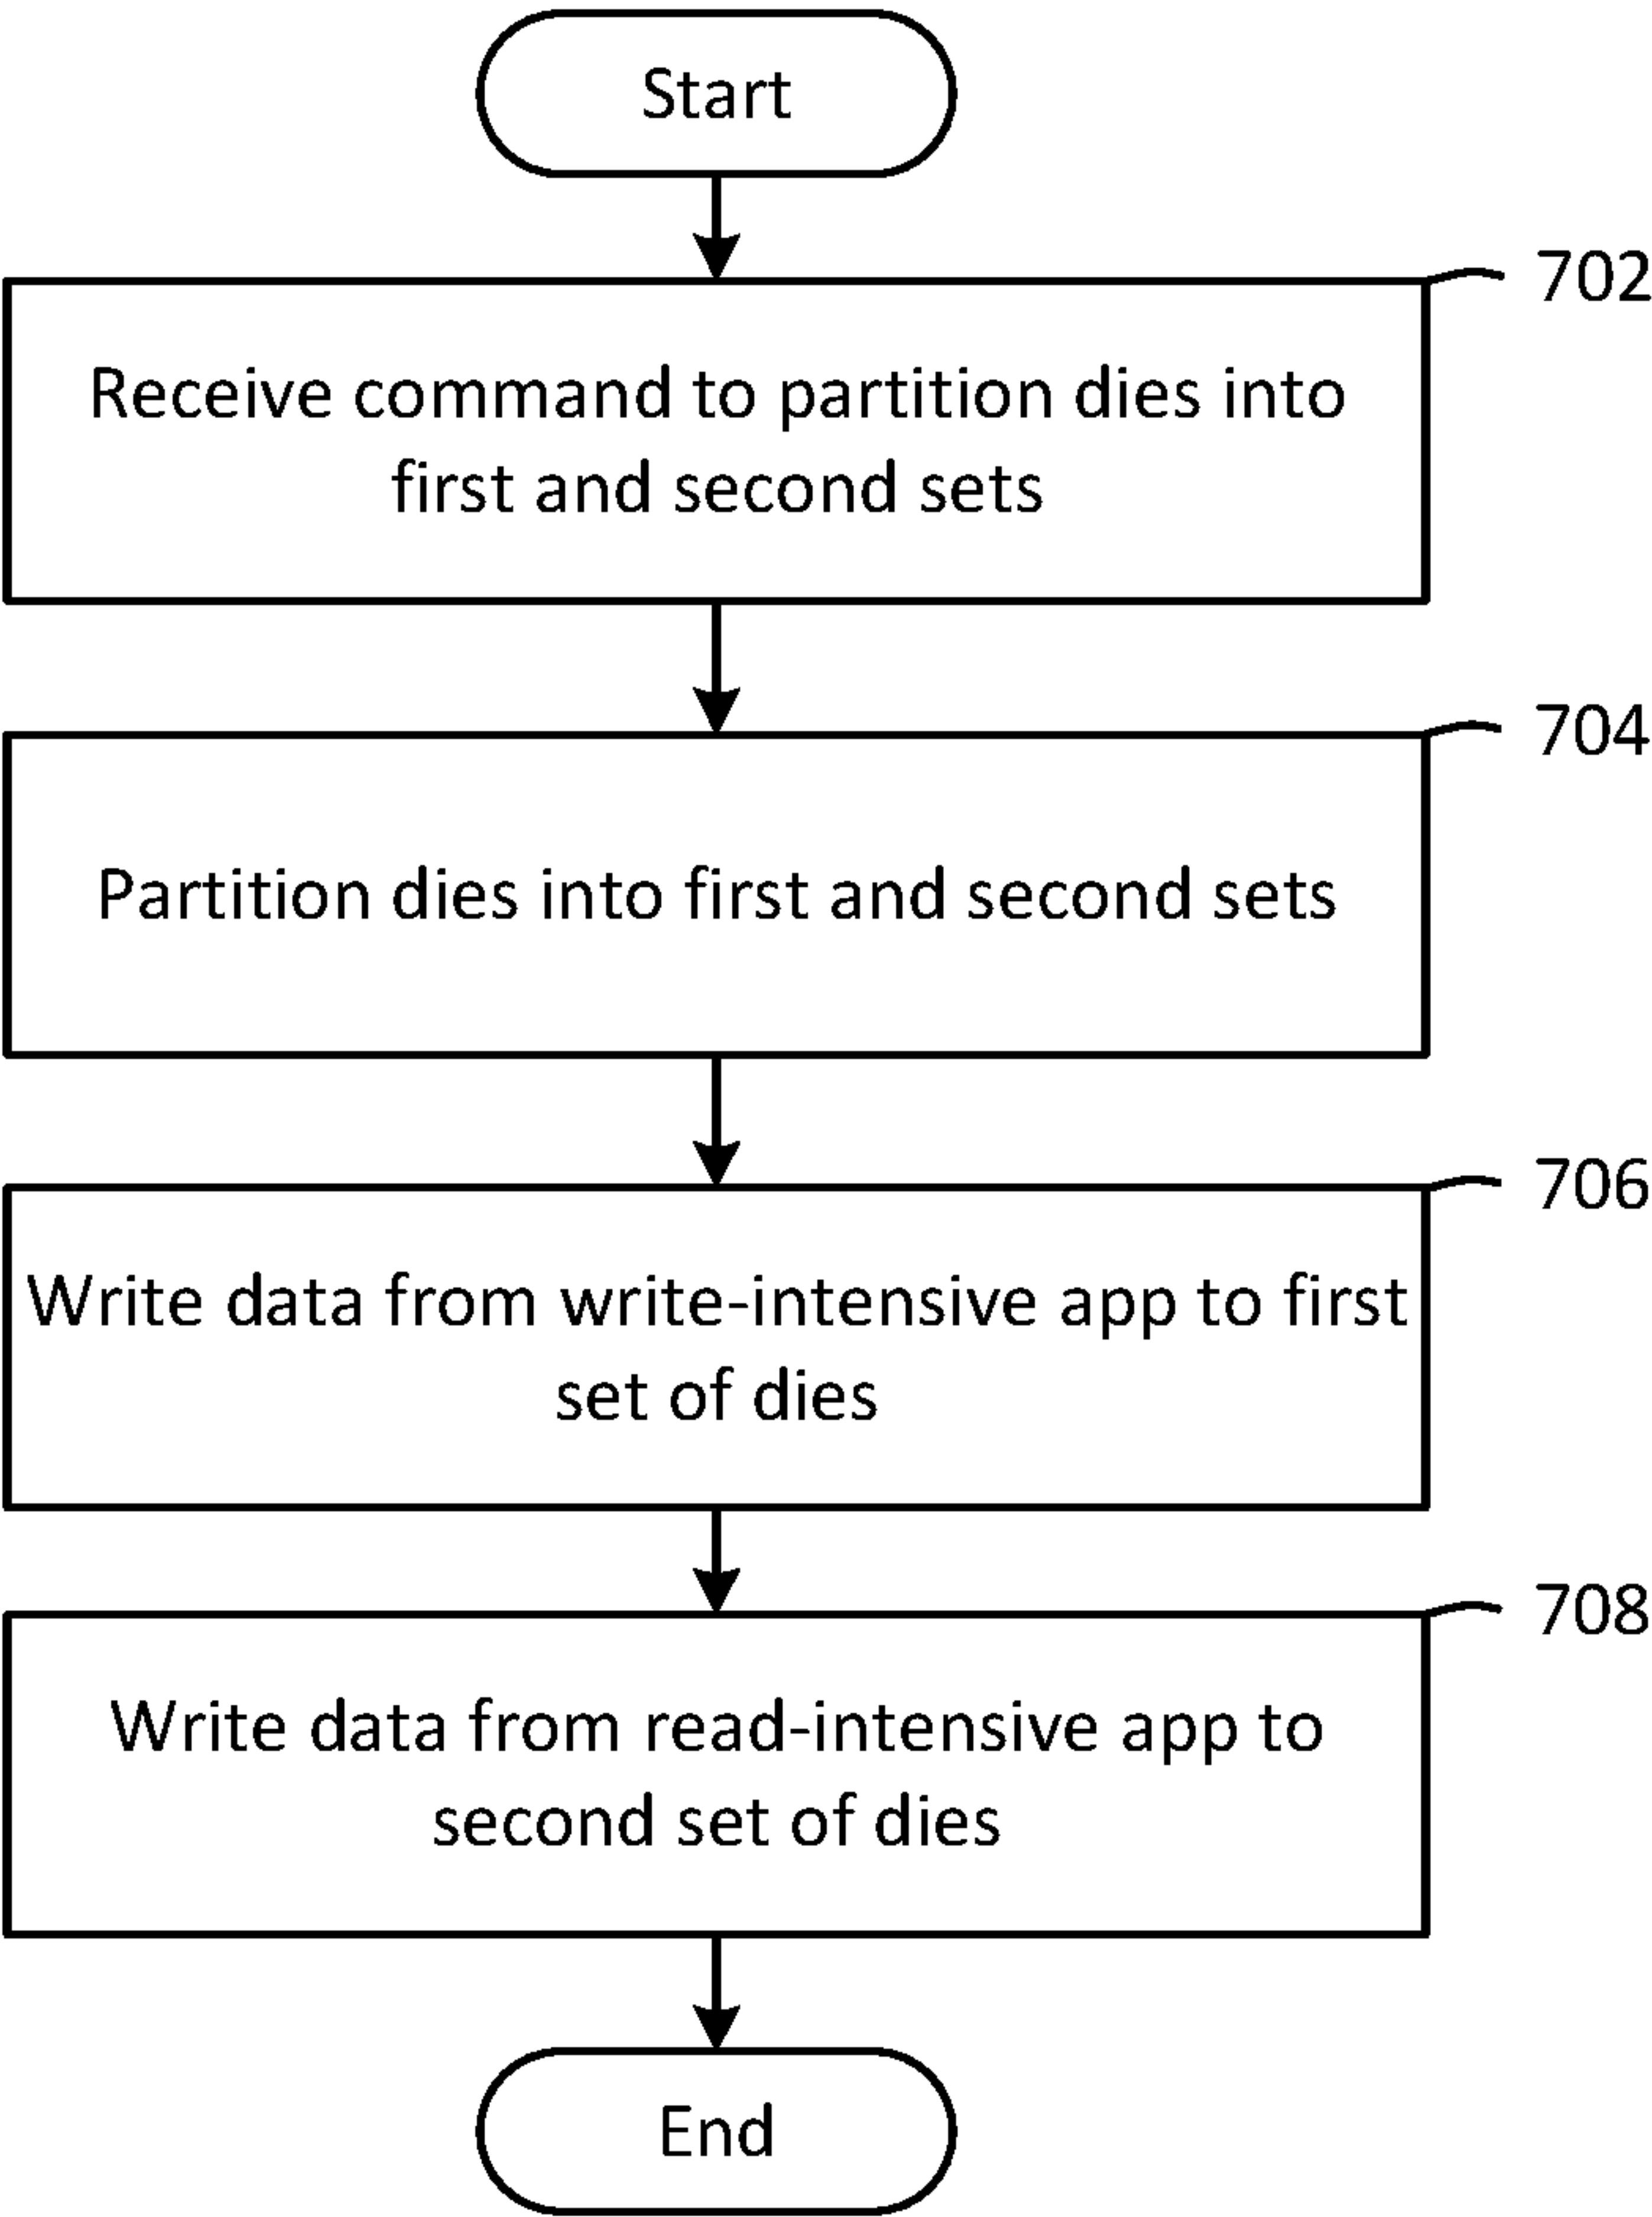 Start
702
Receive command to partition dies into
first and second sets
704
Partition dies into first and second sets
706
Write data from write-intensive app to first
set of dies
708
Write data from read-intensive app to
second set of dies
End